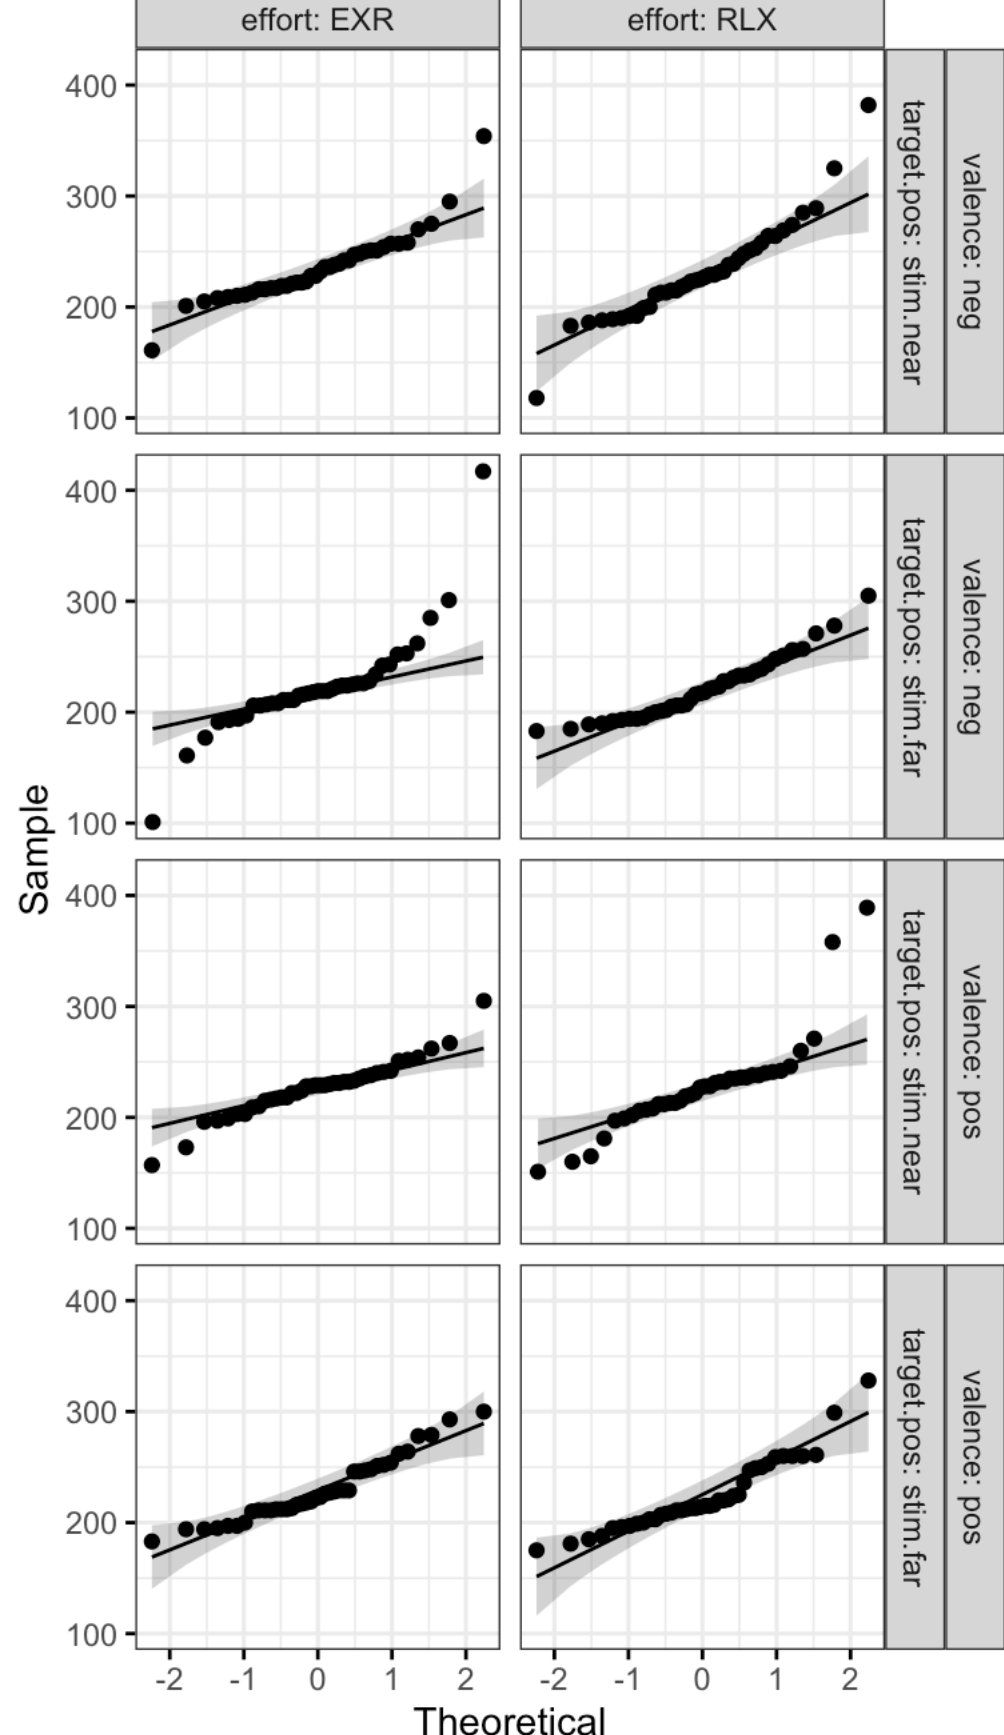 effort: EXR
effort: RLX
400
300
200
100
target.pos: stim.near
valence: neg
400
300
200
100
target.pos: stim.far
valence: neg
Sample
400
300
200
100
target.pos: stim.near
valence: pos
400
300
200
100
target.pos: stim.far
valence: pos
-2 -1 0 1 2
-2 -1 0 1 2
Theoretical